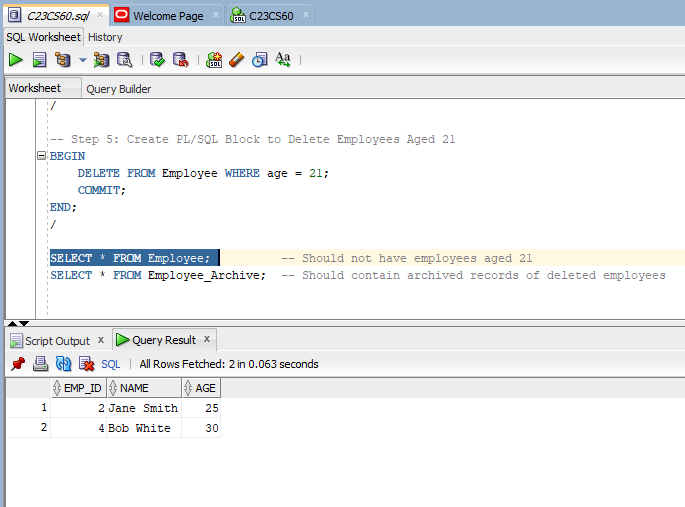 C23CS60.sql Welcome Page C23CS60
SQL Worksheet History
Worksheet Query Builder
/
-- Step 5: Create PL/SQL Block to Delete Employees Aged 21
BEGIN
DELETE FROM Employee WHERE age = 21;
COMMIT;
END;
/
SELECT * FROM Employee; -- Should not have employees aged 21
SELECT * FROM Employee_Archive; -- Should contain archived records of deleted employees
Script Output x Query Result x
SQL | All Rows Fetched: 2 in 0.063 seconds
EMP_ID NAME AGE
1 2 Jane Smith 25
2 4 Bob White 30